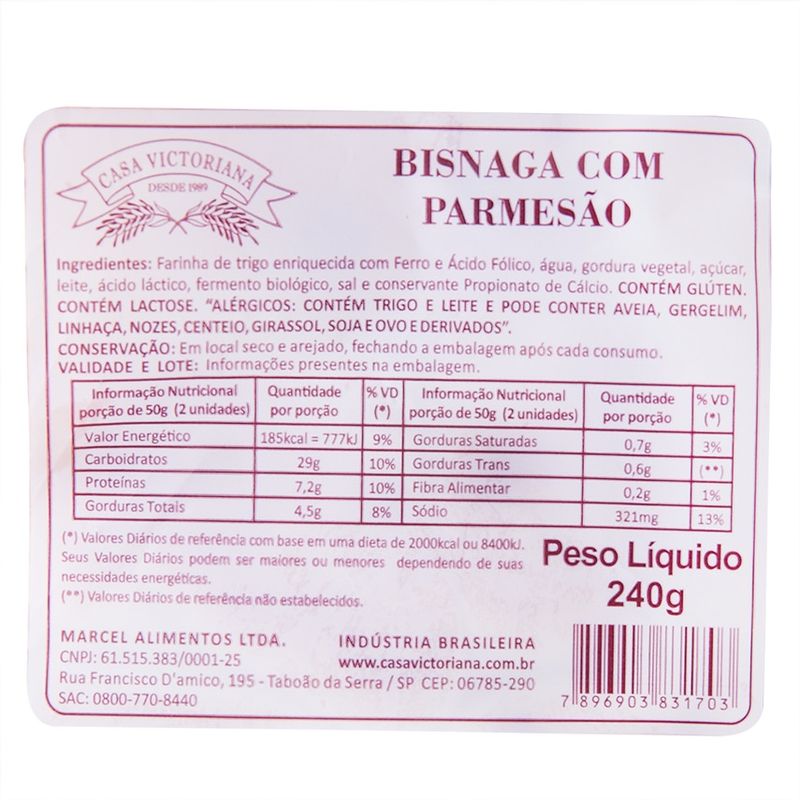 CASA VICTORIANA
DESDE 1989
BISNAGA COM
PARMESÃO
Ingredientes: Farinha de trigo enriquecida com Ferro e Ácido Fólico, água, gordura vegetal, açúcar,
leite, ácido láctico, fermento biológico, sal e conservante Propionato de Cálcio. CONTÉM GLÚTEN.
CONTÉM LACTOSE. "ALÉRGICOS: CONTÉM TRIGO E LEITE E PODE CONTER AVEIA, GERGELIM,
LINHAÇA, NOZES, CENTEIO, GIRASSOL, SOJA E OVO E DERIVADOS".
CONSERVAÇÃO: Em local seco e arejado, fechando a embalagem após cada consumo.
VALIDADE E LOTE: Informações presentes na embalagem.
Informação Nutricional Quantidade % VD Informação Nutricional Quantidade % VD
porção de 50g (2 unidades) por porção (*) porção de 50g (2 unidades) por porção (*)
Valor Energético 185kcal = 777kJ 9% Gorduras Saturadas 0,7g 3%
Carboidratos 29g 10% Gorduras Trans 0,6g (**)
Proteínas 7,2g 10% Fibra Alimentar 0,2g 1%
Gorduras Totais 4,5g 8% Sódio 321mg 13%
(*) Valores Diários de referência com base em uma dieta de 2000kcal ou 8400kJ.
Seus Valores Diários podem ser maiores ou menores dependendo de suas
necessidades energéticas.
(**) Valores Diários de referência não estabelecidos.
Peso Líquido
240g
MARCEL ALIMENTOS LTDA. INDÚSTRIA BRASILEIRA
CNPJ: 61.515.383/0001-25 www.casavictoriana.com.br
Rua Francisco D'amico, 195 - Taboão da Serra / SP CEP: 06785-290
SAC: 0800-770-8440
7 896903 831703